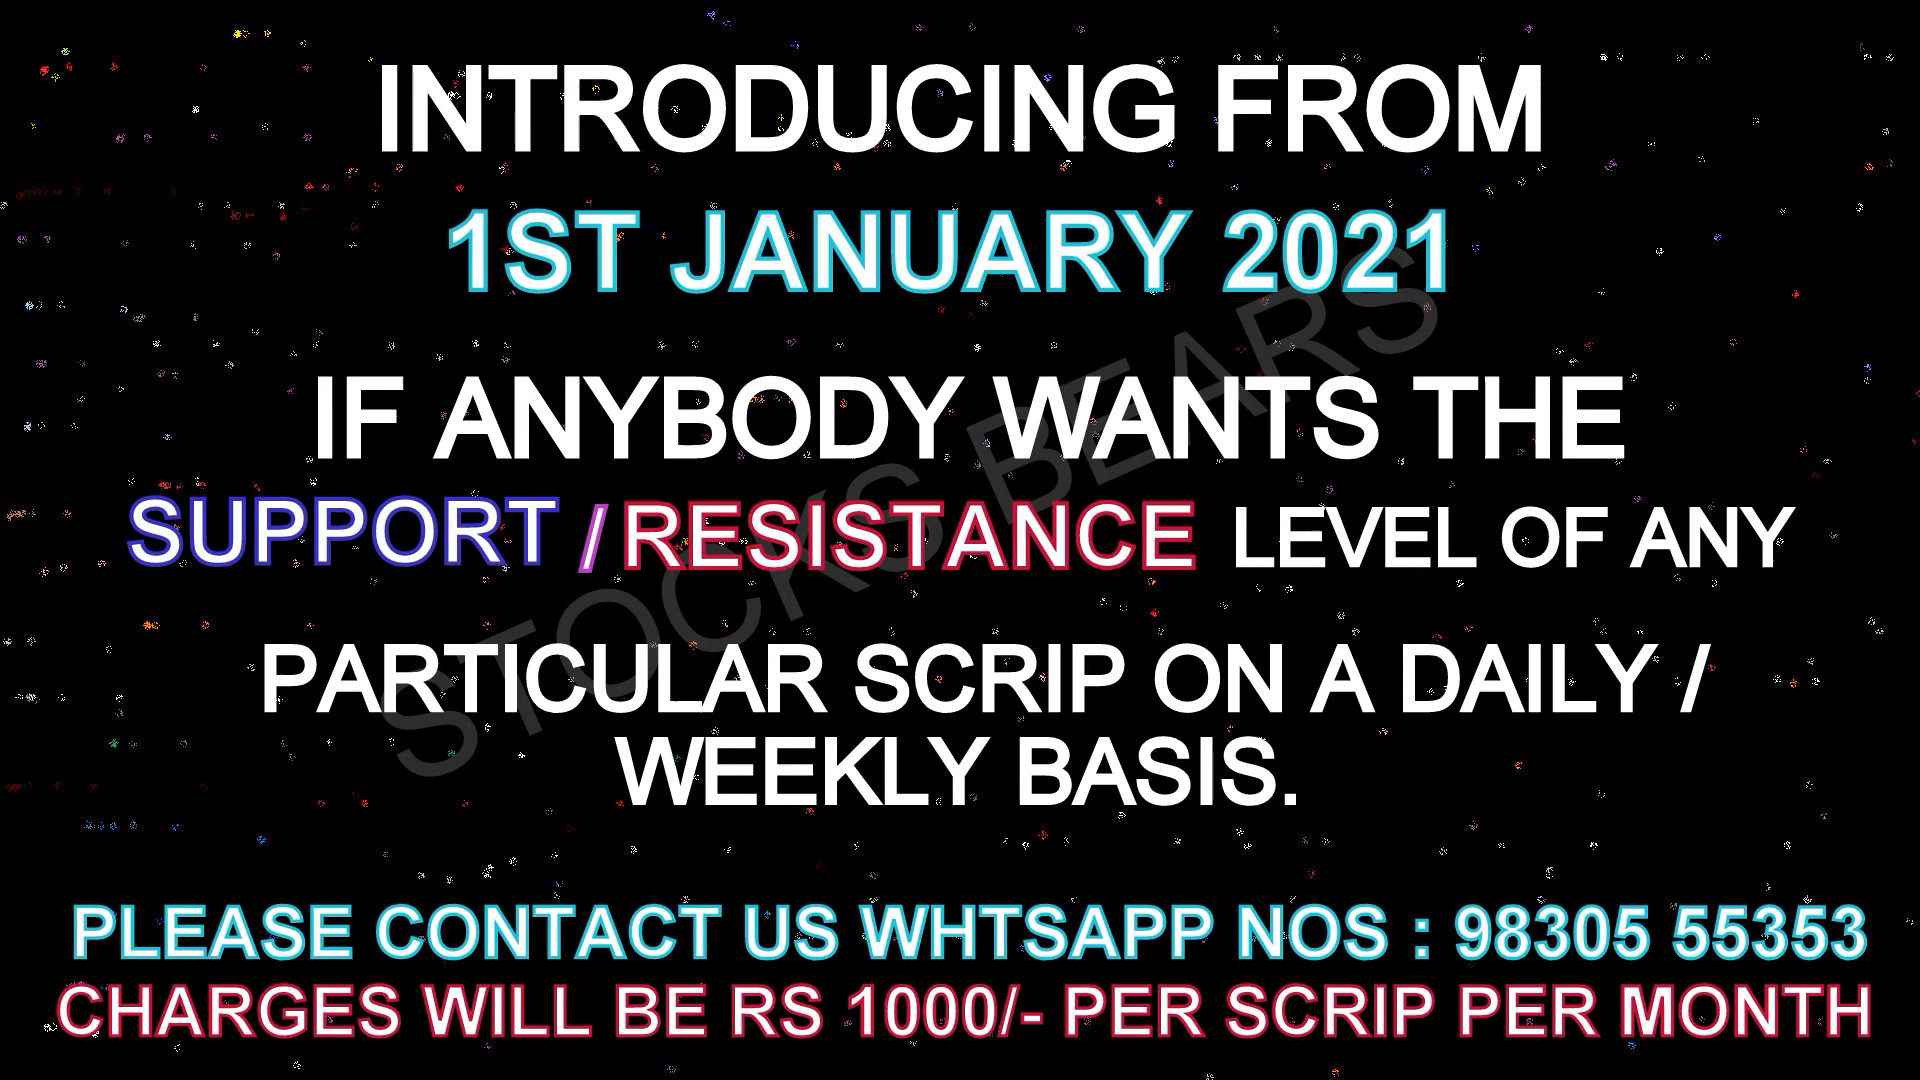 INTRODUCING FROM
1ST JANUARY 2021
IF ANYBODY WANTS THE
SUPPORT / RESISTANCE LEVEL OF ANY
PARTICULAR SCRIP ON A DAILY /
WEEKLY BASIS.
PLEASE CONTACT US WHTSAPP NOS : 98305 55353
CHARGES WILL BE RS 1000/- PER SCRIP PER MONTH
STOCKS BEARS